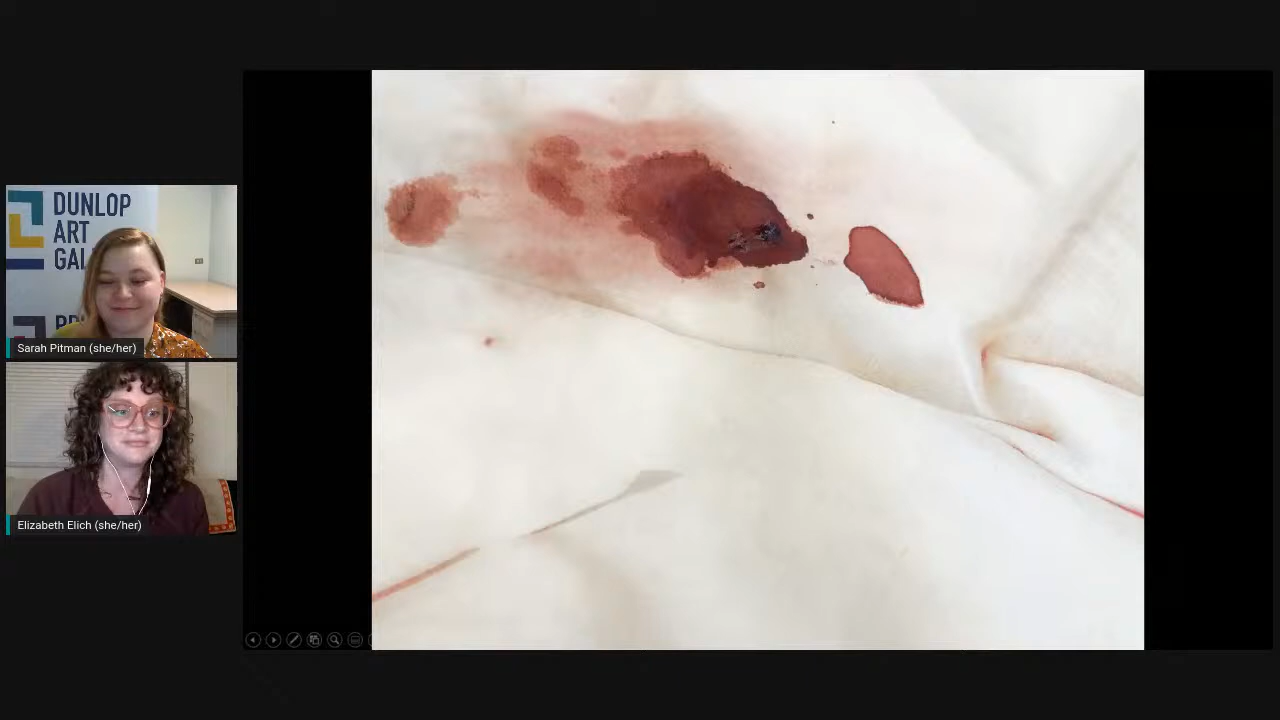 DUNLOP
ART
GAL
Sarah Pitman (she/her)
Elizabeth Elich (she/her)